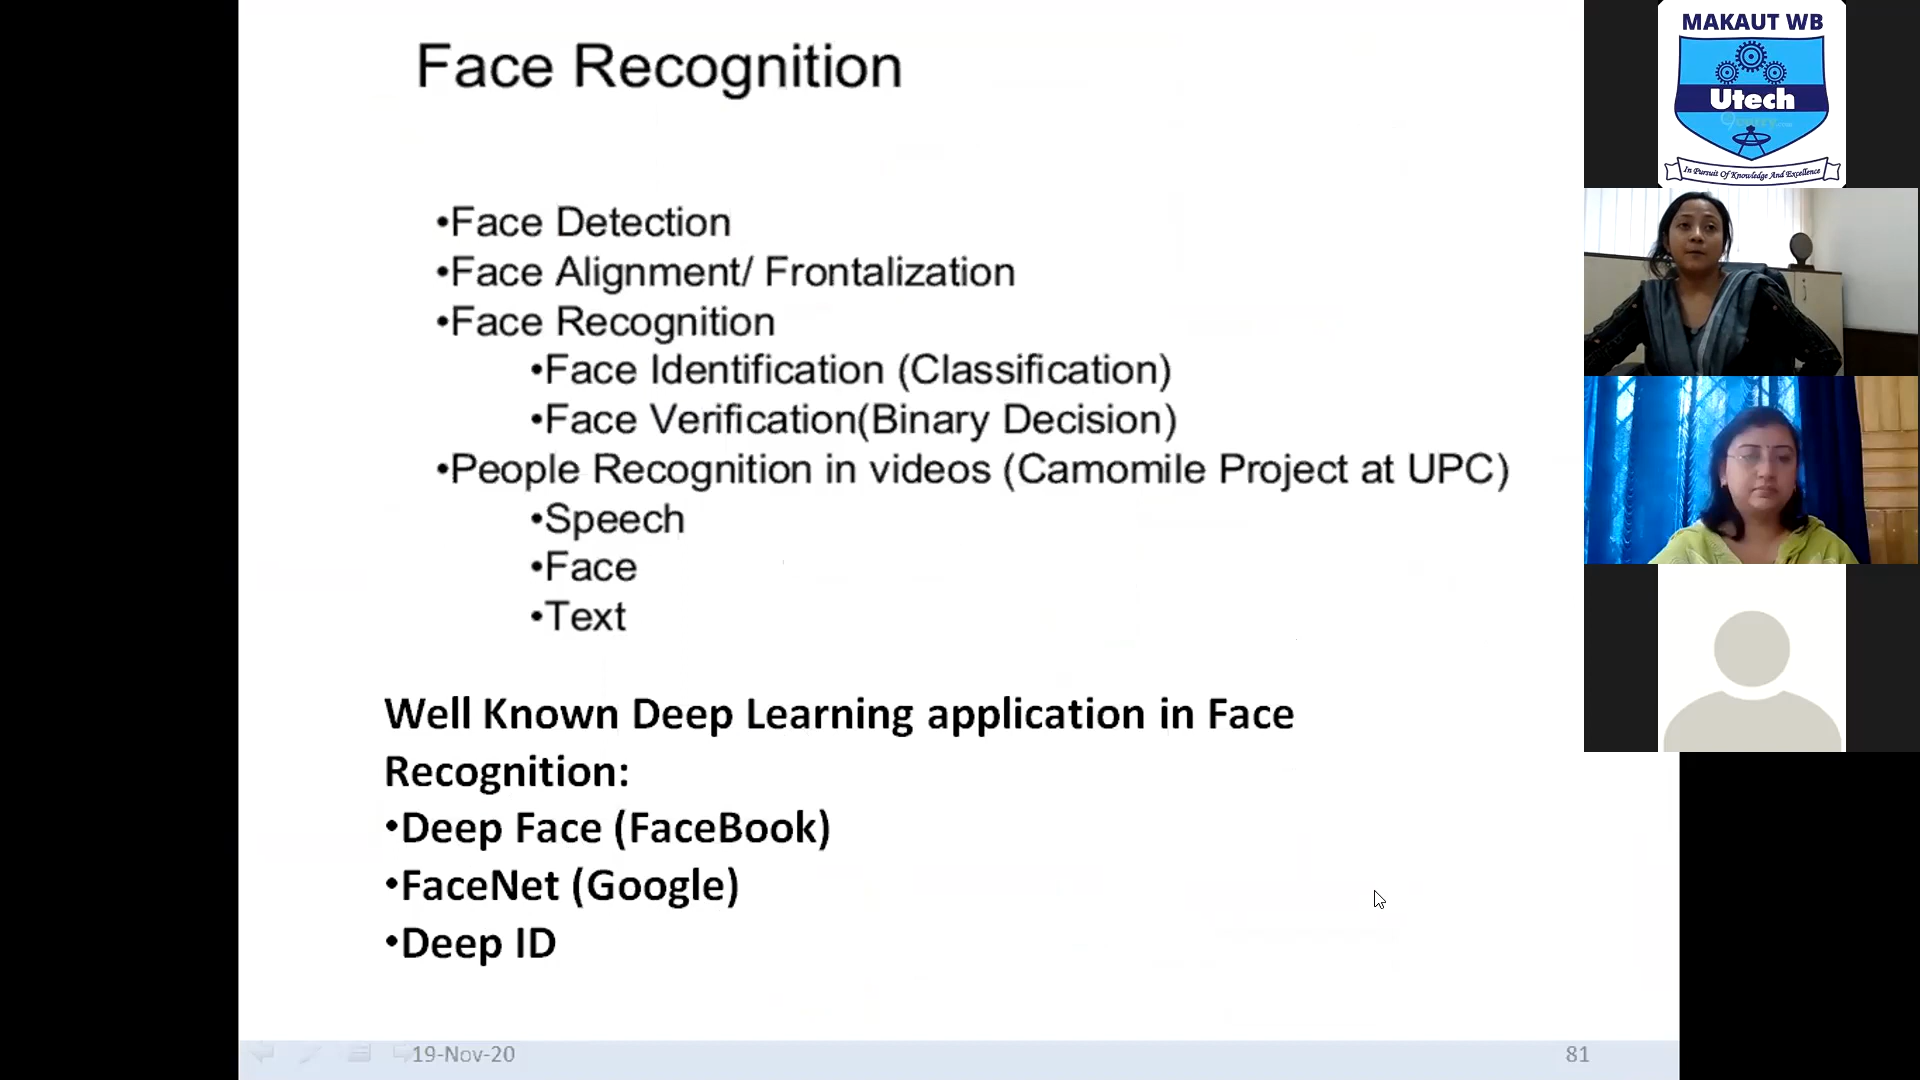 Face Recognition
•Face Detection
•Face Alignment/ Frontalization
•Face Recognition
•Face Identification (Classification)
•Face Verification(Binary Decision)
•People Recognition in videos (Camomile Project at UPC)
•Speech
•Face
•Text
Well Known Deep Learning application in Face
Recognition:
•Deep Face (FaceBook)
•FaceNet (Google)
•Deep ID
19-Nov-20
81
MAKAUT WB
Utech
In Pursuit Of Knowledge And Excellence